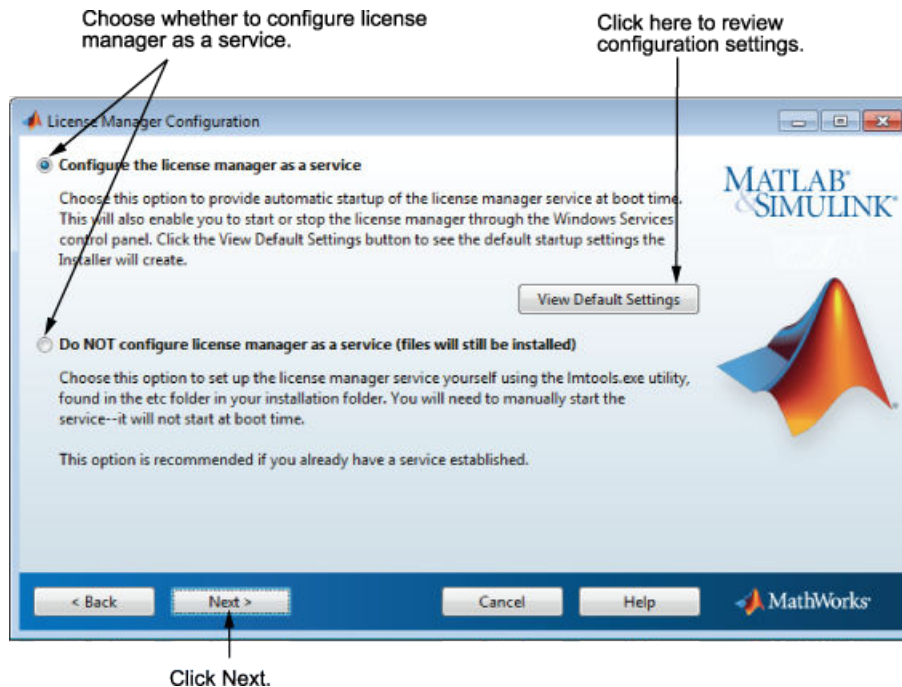 Choose whether to configure license
manager as a service.
Click here to review
configuration settings.
License Manager Configuration
Configure the license manager as a service
Choose this option to provide automatic startup of the license manager service at boot time.
This will also enable you to start or stop the license manager through the Windows Services
control panel. Click the View Default Settings button to see the default startup settings the
Installer will create.
MATLAB®
&SIMULINK®
View Default Settings
Do NOT configure license manager as a service (files will still be installed)
Choose this option to set up the license manager service yourself using the lmtools.exe utility,
found in the etc folder in your installation folder. You will need to manually start the
service--it will not start at boot time.
This option is recommended if you already have a service established.
< Back
Next >
Cancel
Help
MathWorks®
Click Next.